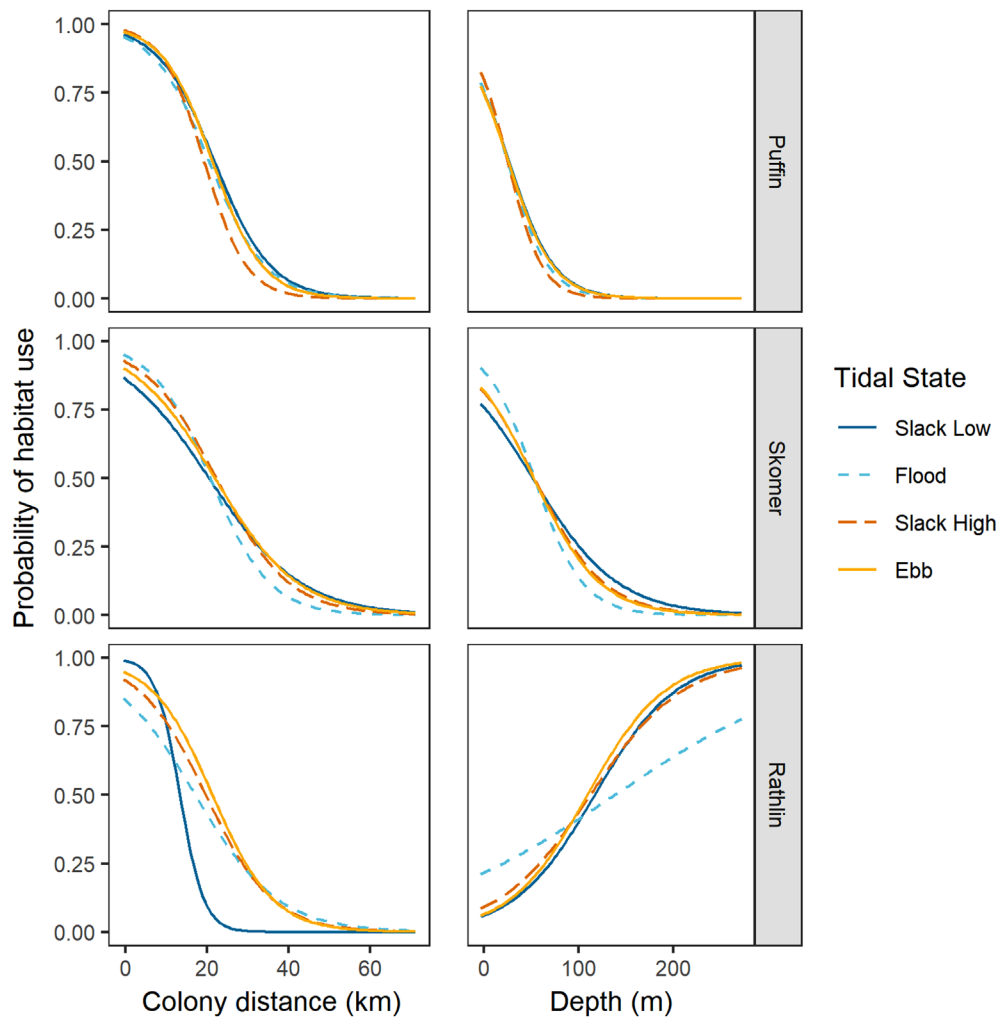 1.00
0.75
0.50
0.25
0.00
Puffin
1.00
0.75
0.50
0.25
0.00
Skomer
1.00
0.75
0.50
0.25
0.00
Rathlin
Probability of habitat use
0 20 40 60
0 100 200
Colony distance (km)
Depth (m)
Tidal State
Slack Low
Flood
Slack High
Ebb